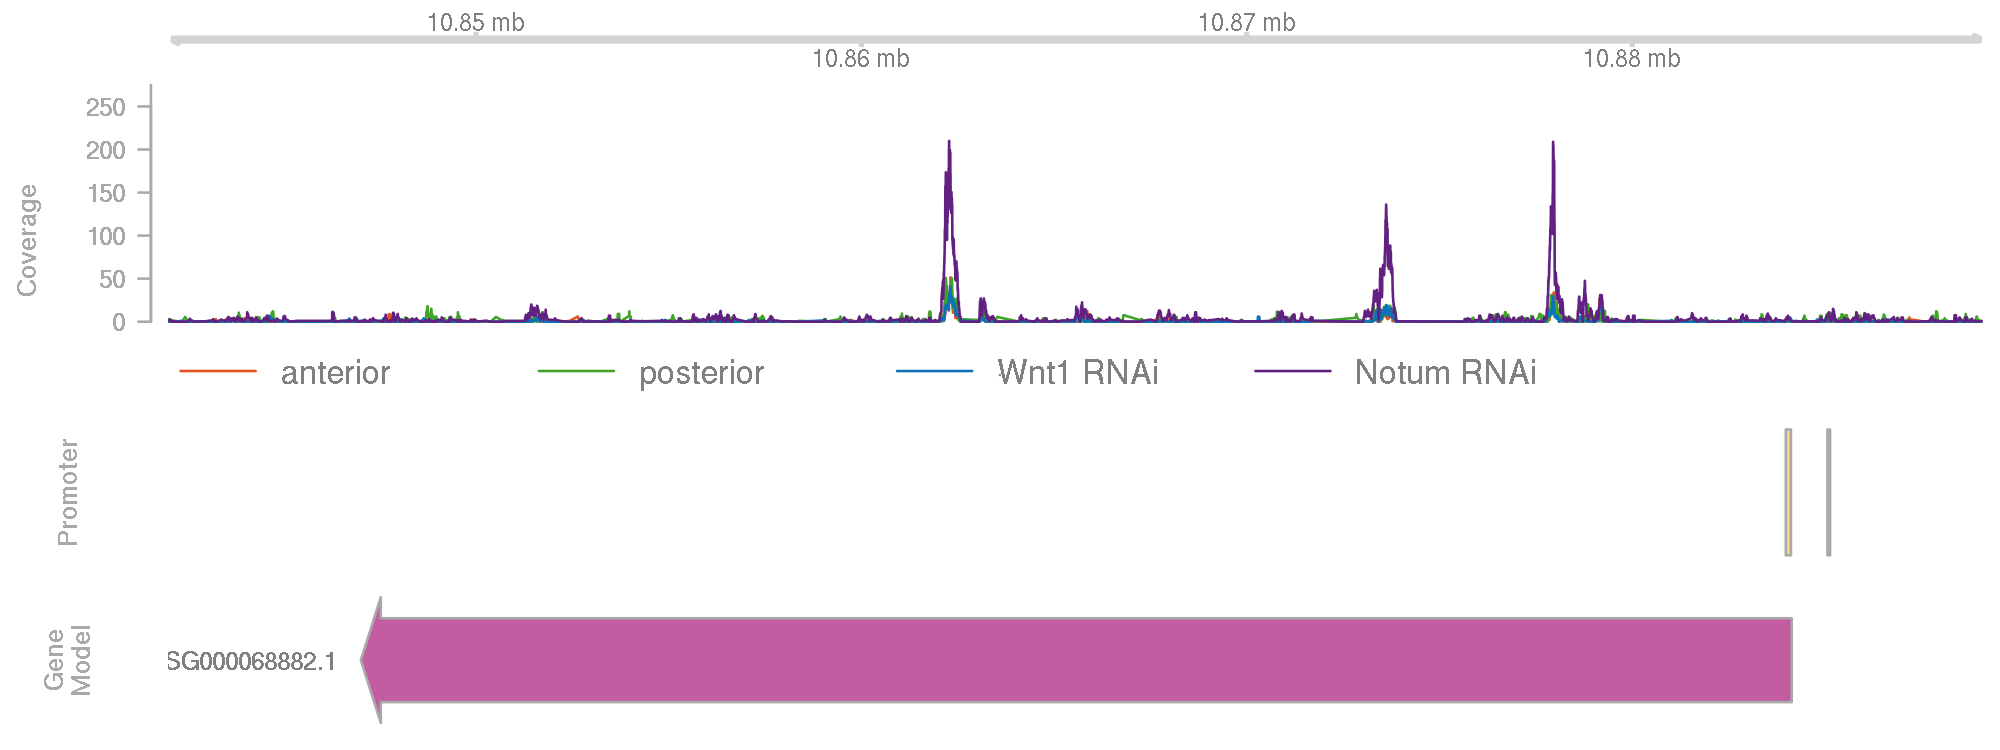 10.85 mb
10.87 mb
10.86 mb
10.88 mb
Coverage
250
200
150
100
50
0
anterior
posterior
Wnt1 RNAi
Notum RNAi
Promoter
Gene
Model
SG000068882.1